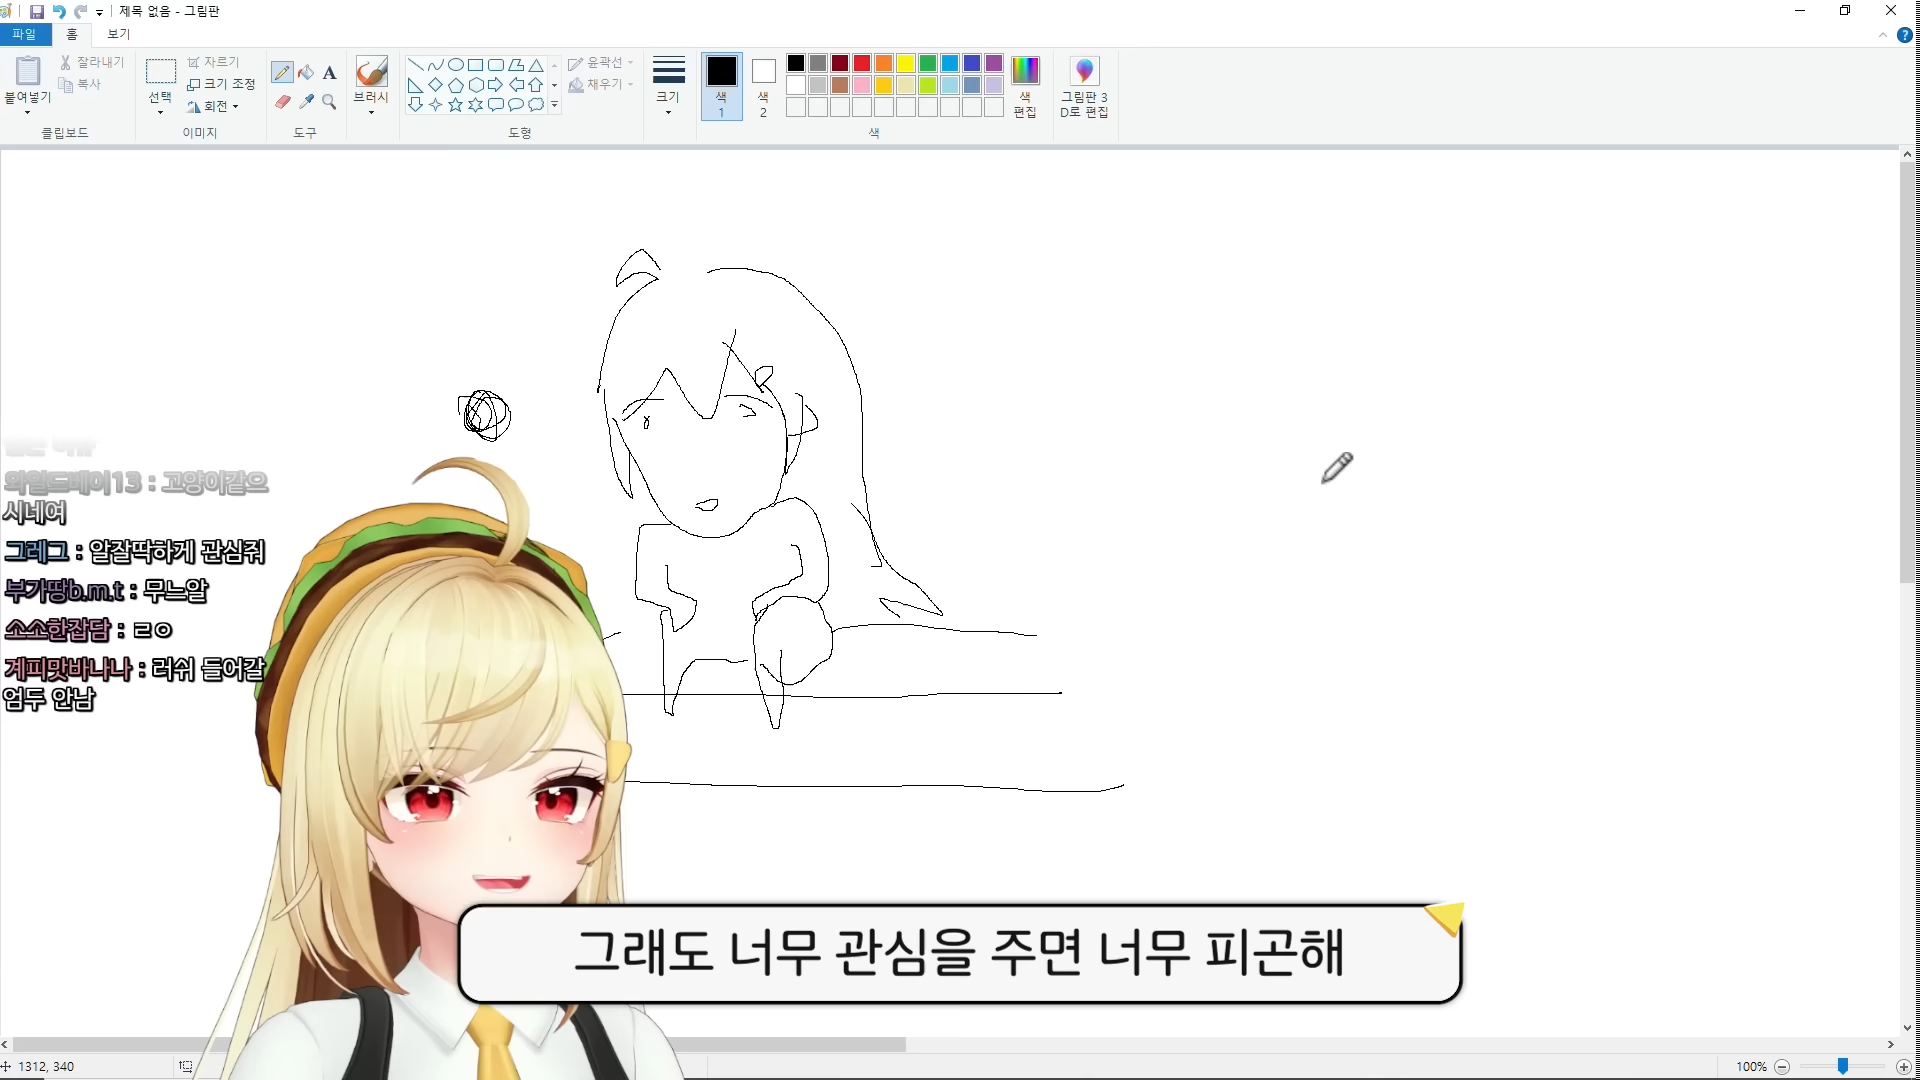 제목 없음 - 그림판
파일 홈 보기
붙여넣기
잘라내기
복사
클립보드
선택
자르기
크기 조정
회전
이미지
A
도구
브러시
윤곽선
채우기
도형
크기
색
1
색
2
색
편집
색
그림판 3
D로 편집
와일드베이13 : 고양이같으
시네여
그레그 : 알잘딱하게 관심줘
부가땅b.m.t : 무느알
소소한잡담 : ㄹㅇ
계피맛바나나 : 러쉬 들어갈
엄두 안남
그래도 너무 관심을 주면 너무 피곤해
1312, 340
100%